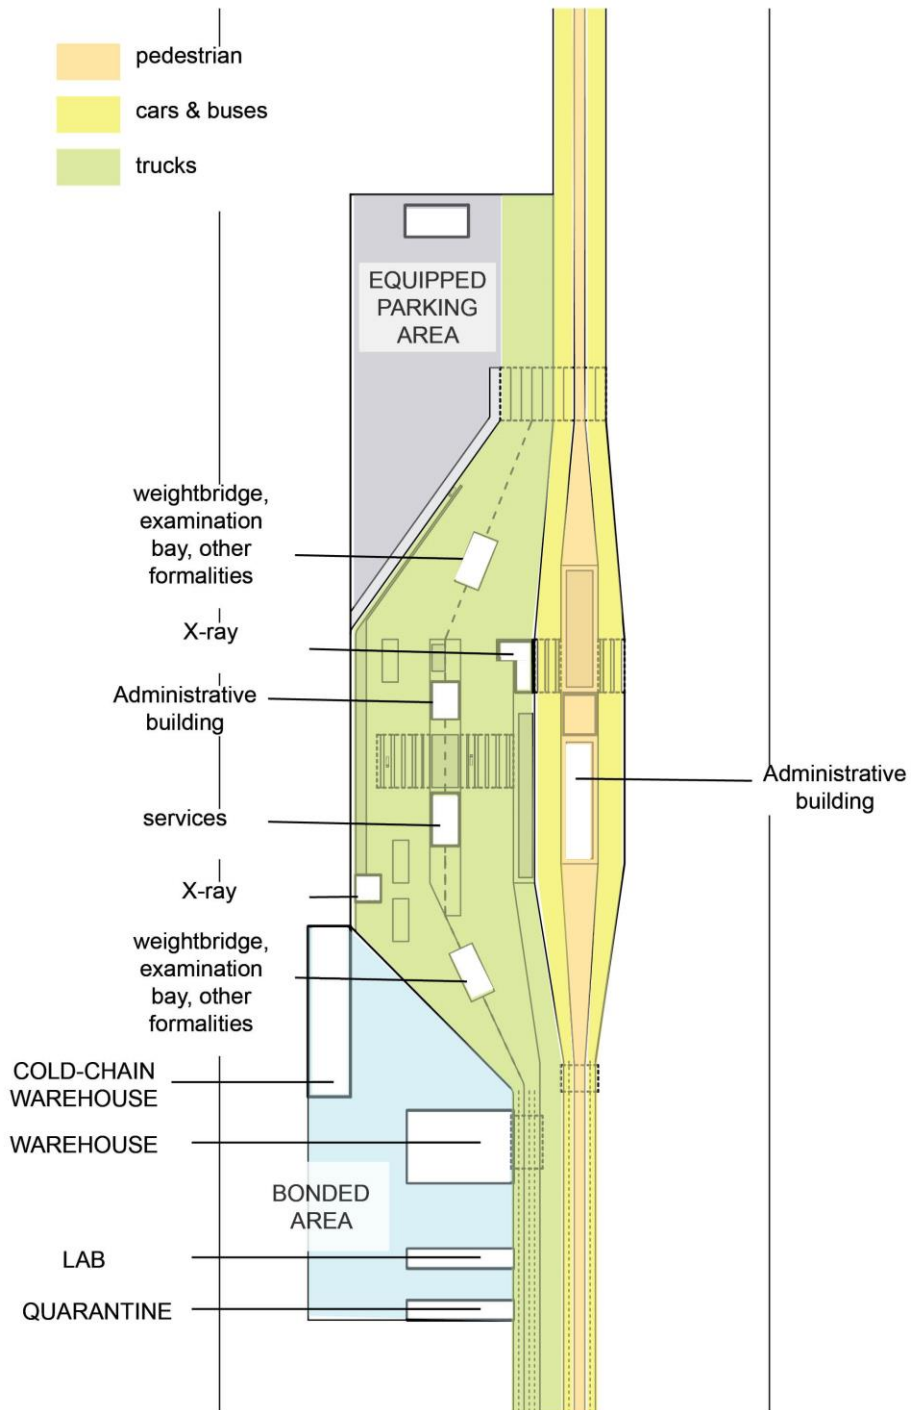 pedestrian
cars & buses
trucks
EQUIPPED
PARKING
AREA
weightbridge,
examination
bay, other
formalities
X-ray
Administrative
building
Administrative
building
services
X-ray
weightbridge,
examination
bay, other
formalities
COLD-CHAIN
WAREHOUSE
WAREHOUSE
BONDED
AREA
LAB
QUARANTINE